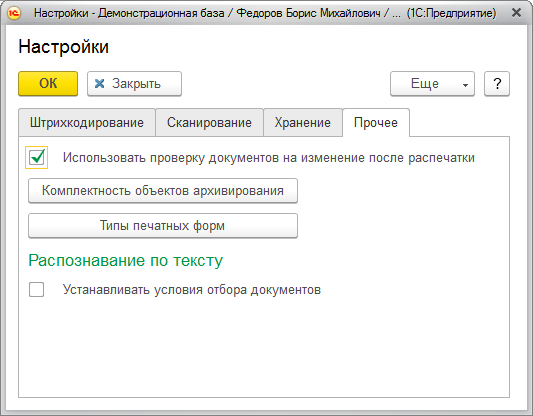 Настройки - Демонстрационная база / Федоров Борис Михайлович / ... (1С:Предприятие)
Настройки
ОК
Закрыть
Еще
?
Штрихкодирование
Сканирование
Хранение
Прочее
Использовать проверку документов на изменение после распечатки
Комплектность объектов архивирования
Типы печатных форм
Распознавание по тексту
Устанавливать условия отбора документов